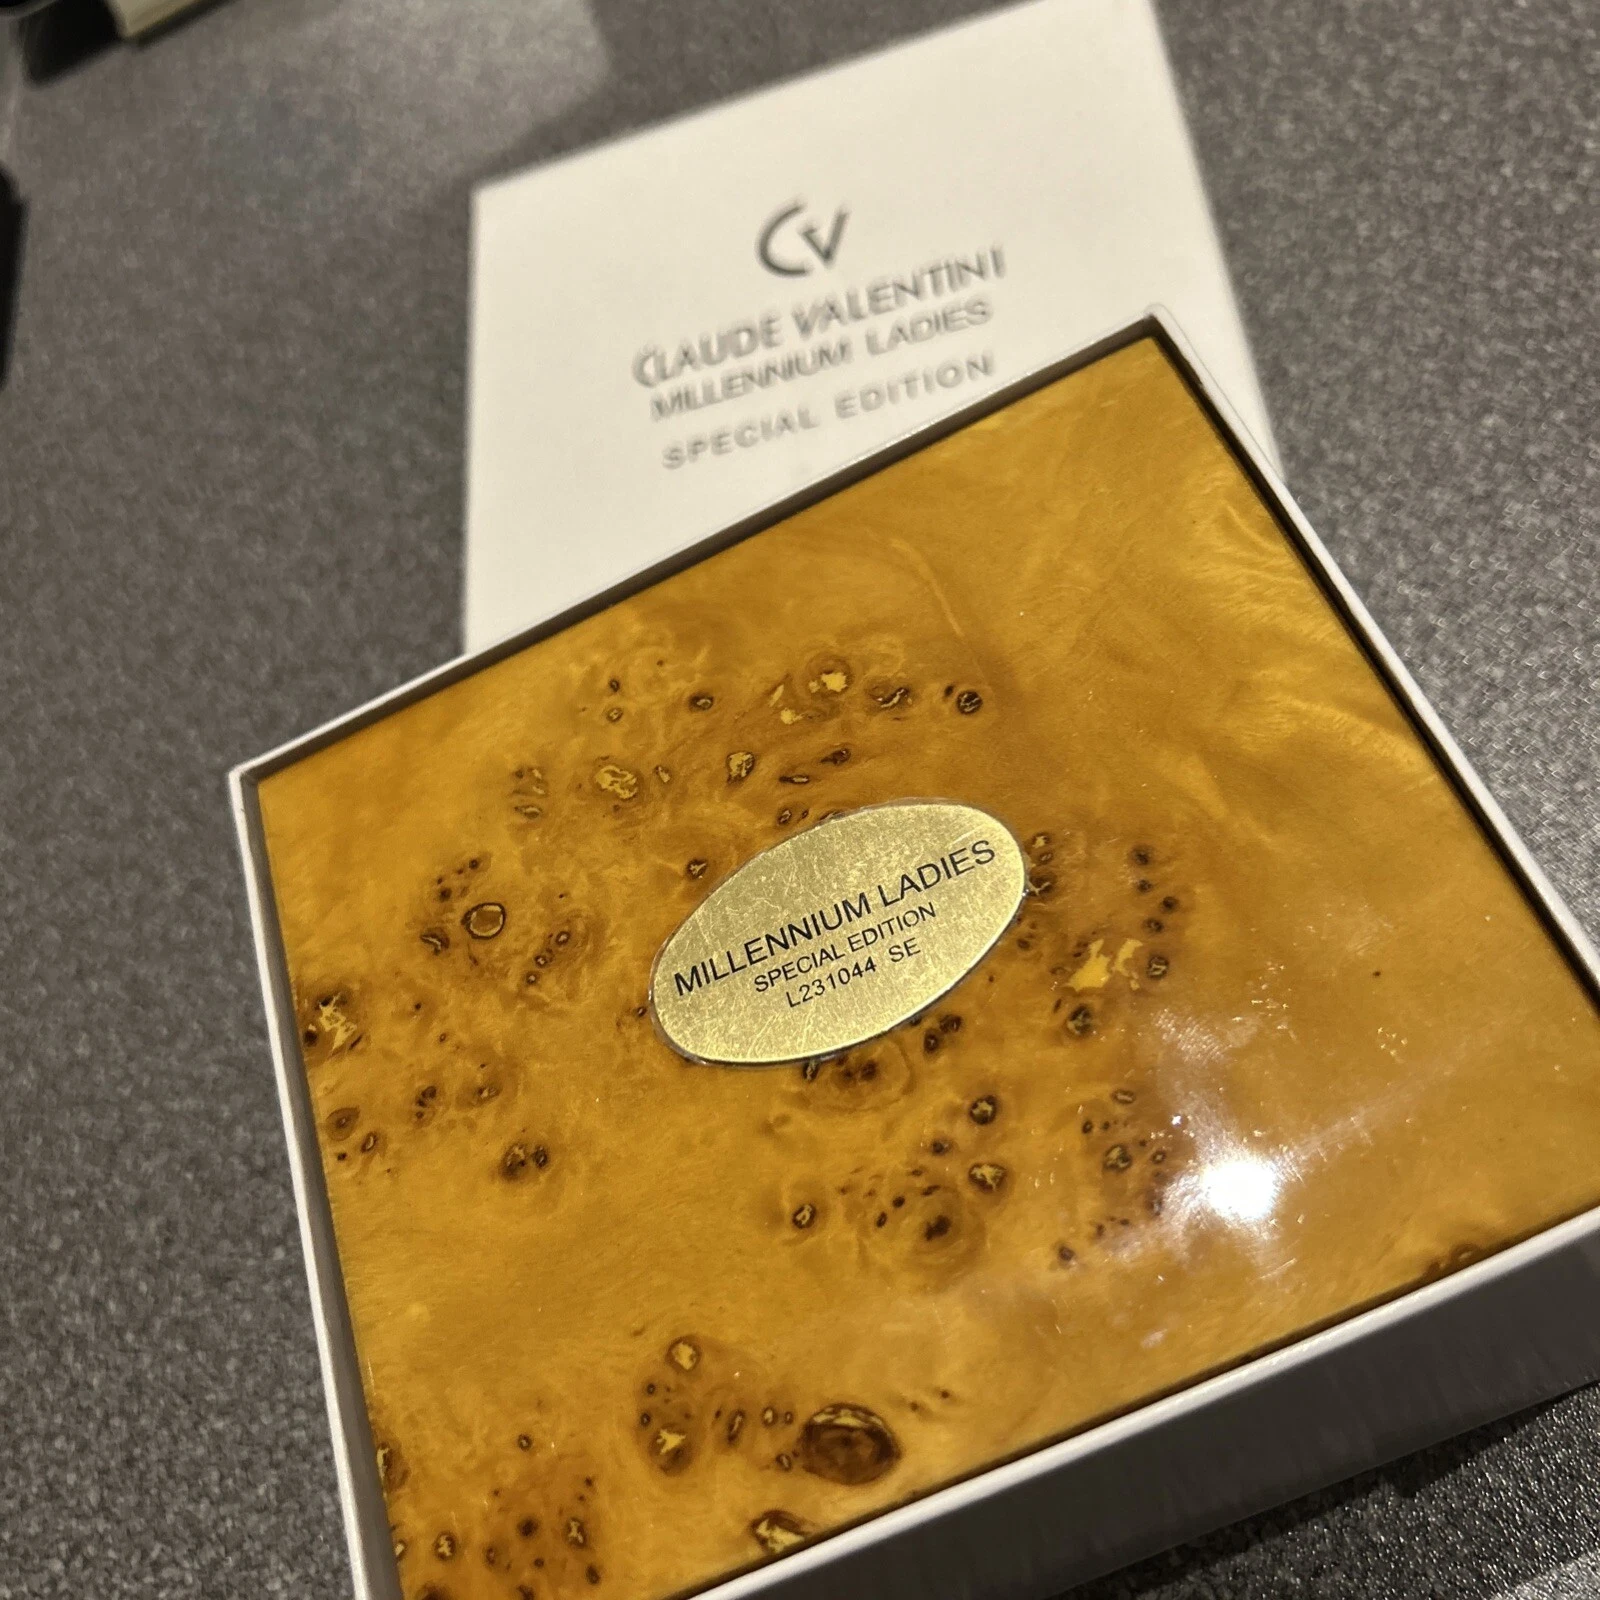 CV
CLAUDE VALENTINI
MILLENNIUM LADIES
SPECIAL EDITION
MILLENNIUM LADIES
SPECIAL EDITION
L231044 SE